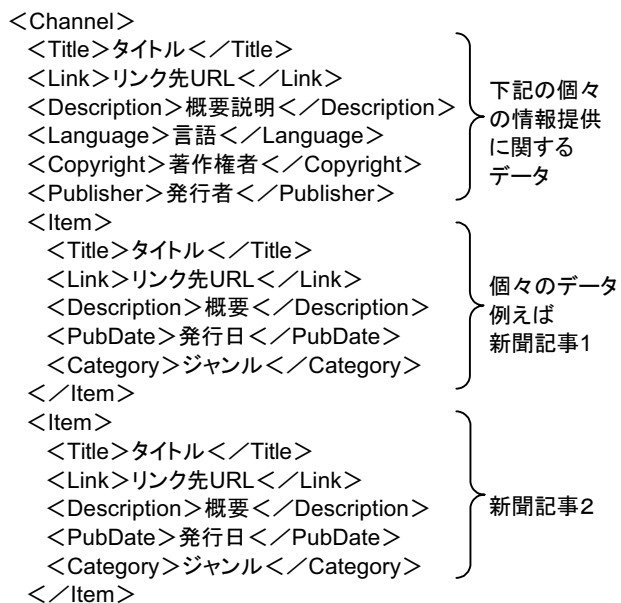 ＜Channel＞
＜Title＞タイトル＜／Title＞
＜Link＞リンク先URL＜／Link＞
＜Description＞概要説明＜／Description＞
＜Language＞言語＜／Language＞
＜Copyright＞著作権者＜／Copyright＞
＜Publisher＞発行者＜／Publisher＞
下記の個々
の情報提供
に関する
データ
＜Item＞
＜Title＞タイトル＜／Title＞
＜Link＞リンク先URL＜／Link＞
＜Description＞概要＜／Description＞
＜PubDate＞発行日＜／PubDate＞
＜Category＞ジャンル＜／Category＞
＜／Item＞
個々のデータ
例えば
新聞記事1
＜Item＞
＜Title＞タイトル＜／Title＞
＜Link＞リンク先URL＜／Link＞
＜Description＞概要＜／Description＞
＜PubDate＞発行日＜／PubDate＞
＜Category＞ジャンル＜／Category＞
＜／Item＞
新聞記事２